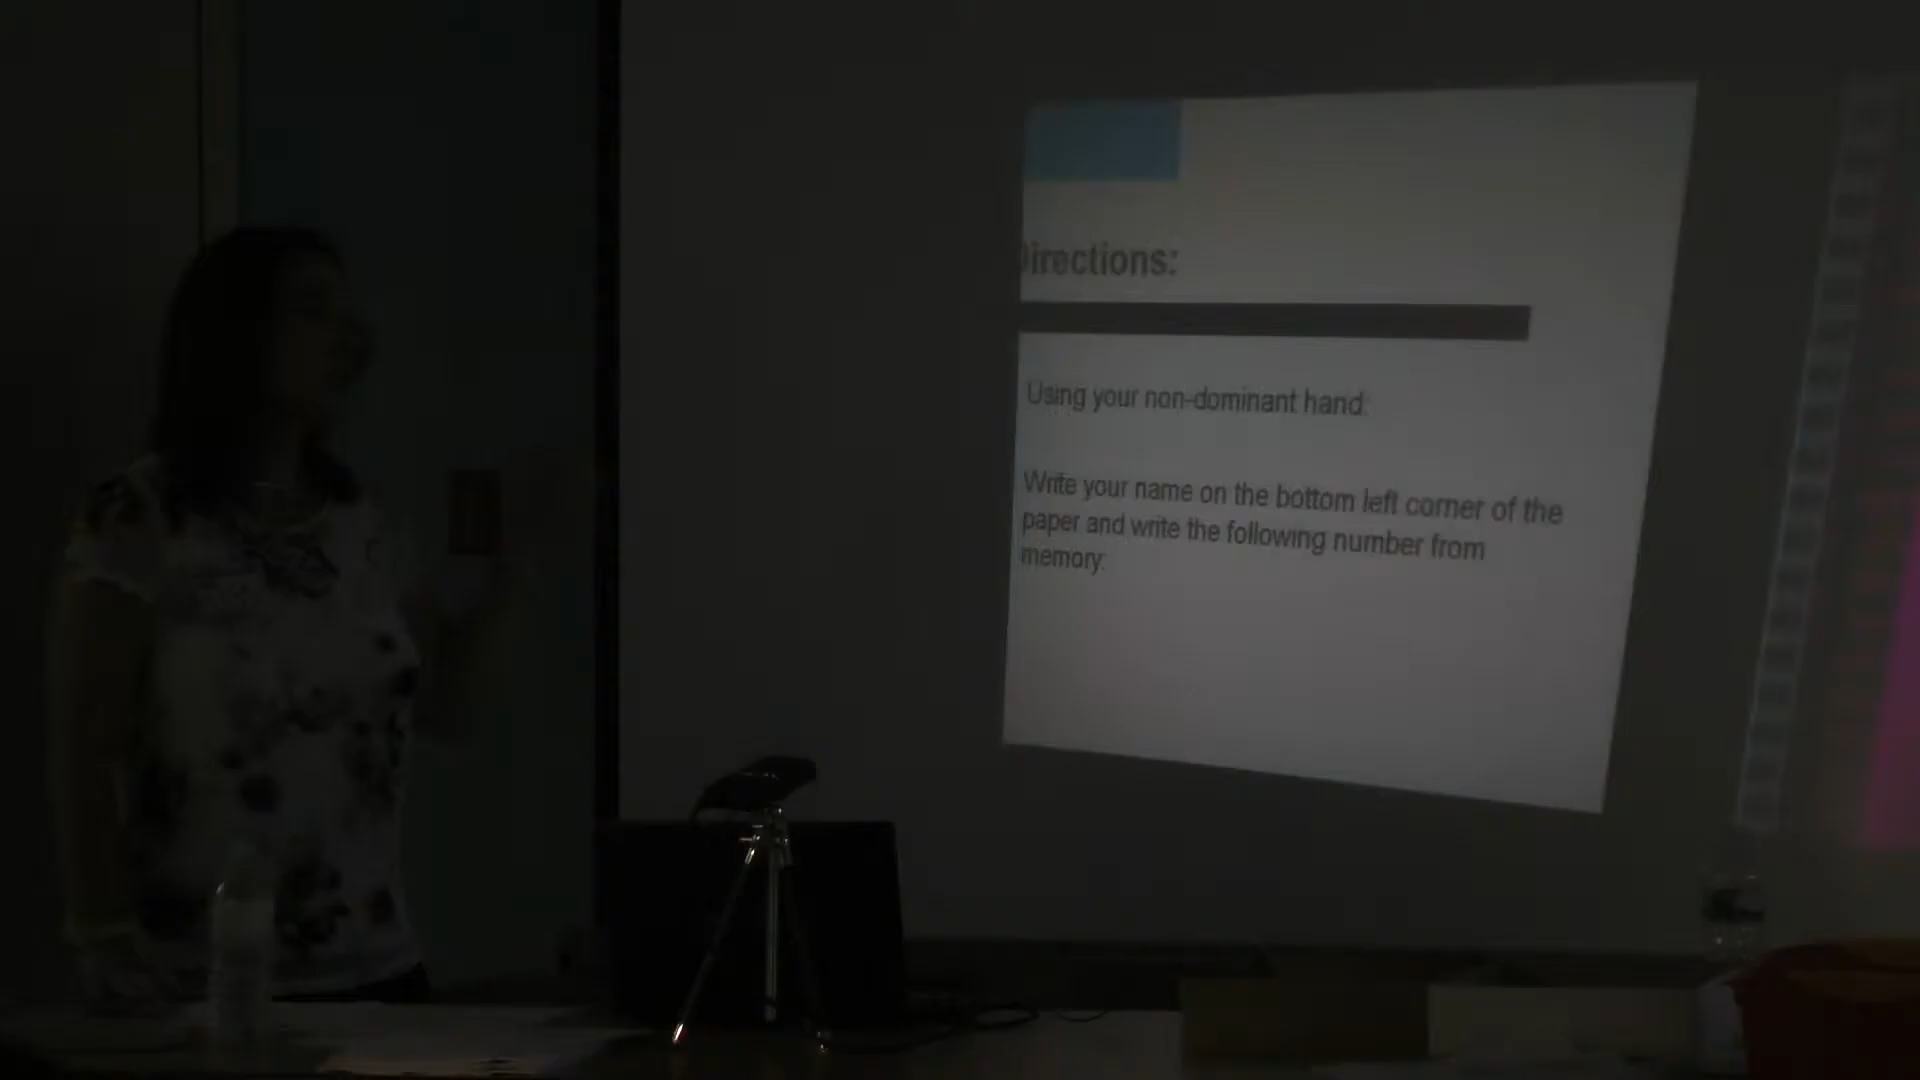 Directions:
Using your non-dominant hand:
Write your name on the bottom left corner of the
paper and write the following number from
memory: